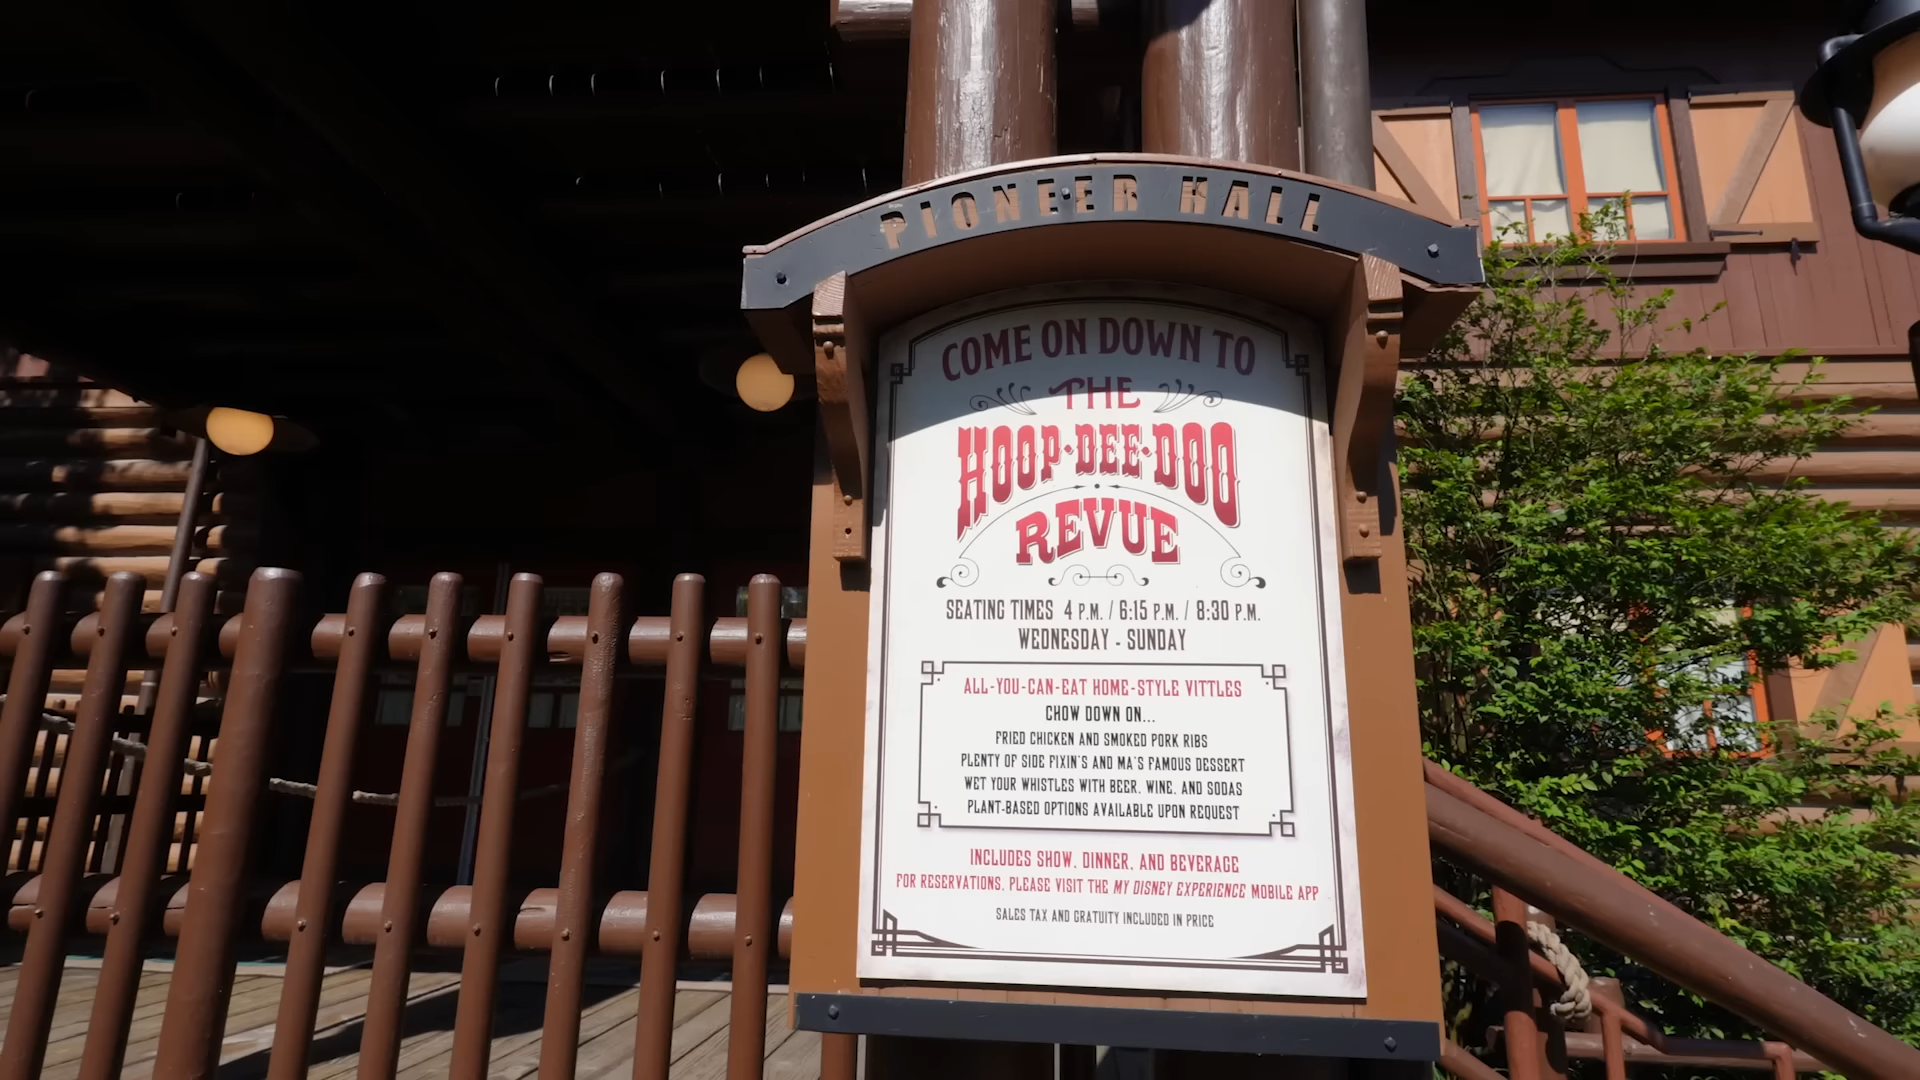 PIONEER HALL
COME ON DOWN TO
THE
HOOP·DEE·DOO
REVUE
SEATING TIMES 4 P.M. / 6:15 P.M. / 8:30 P.M.
WEDNESDAY - SUNDAY
ALL-YOU-CAN-EAT HOME-STYLE VITTLES
CHOW DOWN ON...
FRIED CHICKEN AND SMOKED PORK RIBS
PLENTY OF SIDE FIXIN'S AND MA'S FAMOUS DESSERT
WET YOUR WHISTLES WITH BEER, WINE, AND SODAS
PLANT-BASED OPTIONS AVAILABLE UPON REQUEST
INCLUDES SHOW, DINNER, AND BEVERAGE
FOR RESERVATIONS, PLEASE VISIT THE MY DISNEY EXPERIENCE MOBILE APP
SALES TAX AND GRATUITY INCLUDED IN PRICE